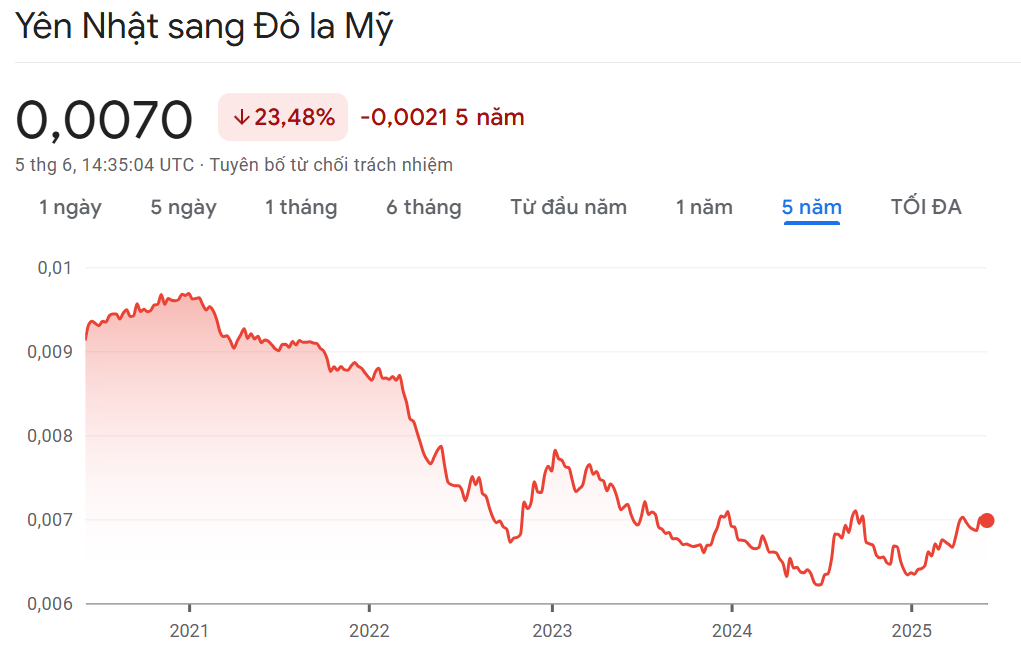 Yên Nhật sang Đô la Mỹ
0,0070 ↓23,48% -0,0021 5 năm
5 thg 6, 14:35:04 UTC · Tuyên bố từ chối trách nhiệm
1 ngày 5 ngày 1 tháng 6 tháng Từ đầu năm 1 năm 5 năm TỐI ĐA
0,01
0,009
0,008
0,007
0,006
2021 2022 2023 2024 2025